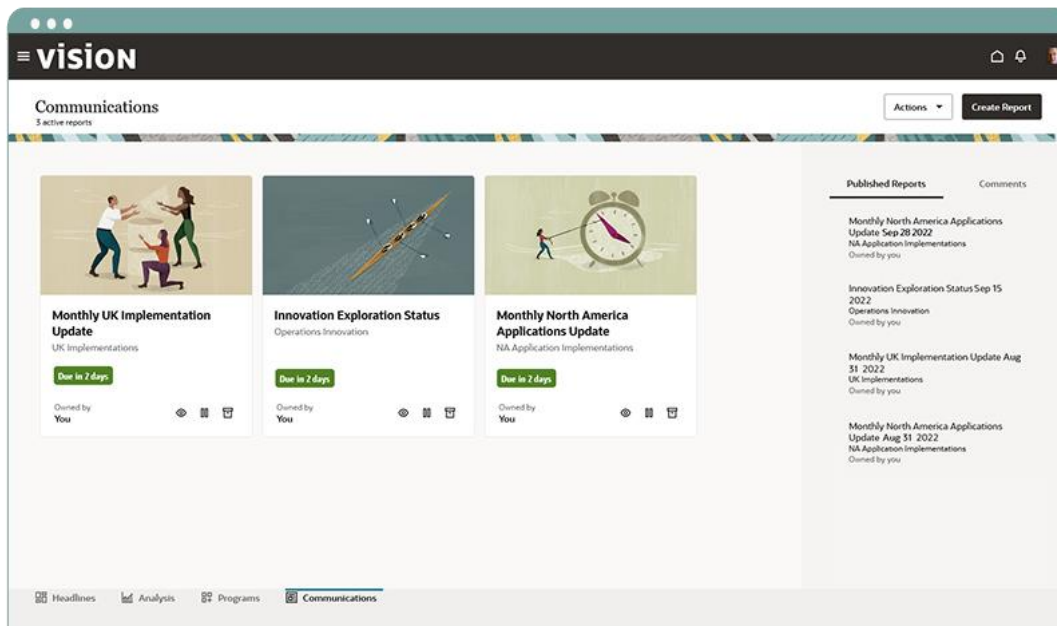 vision
Communications
3 active reports
Actions
Create Report
Monthly UK Implementation
Update
UK Implementations
Due in 2 days
Owned by
You
Innovation Exploration Status
Operations Innovation
Due in 2 days
Owned by
You
Monthly North America
Applications Update
NA Application Implementations
Due in 2 days
Owned by
You
Published Reports
Comments
Monthly North America Applications
Update Sep 28 2022
NA Application Implementations
Owned by you
Innovation Exploration Status Sep 15
2022
Operations Innovation
Owned by you
Monthly UK Implementation Update Aug
31 2022
UK Implementations
Owned by you
Monthly North America Applications
Update Aug 31 2022
NA Application Implementations
Owned by you
Headlines
Analysis
Programs
Communications